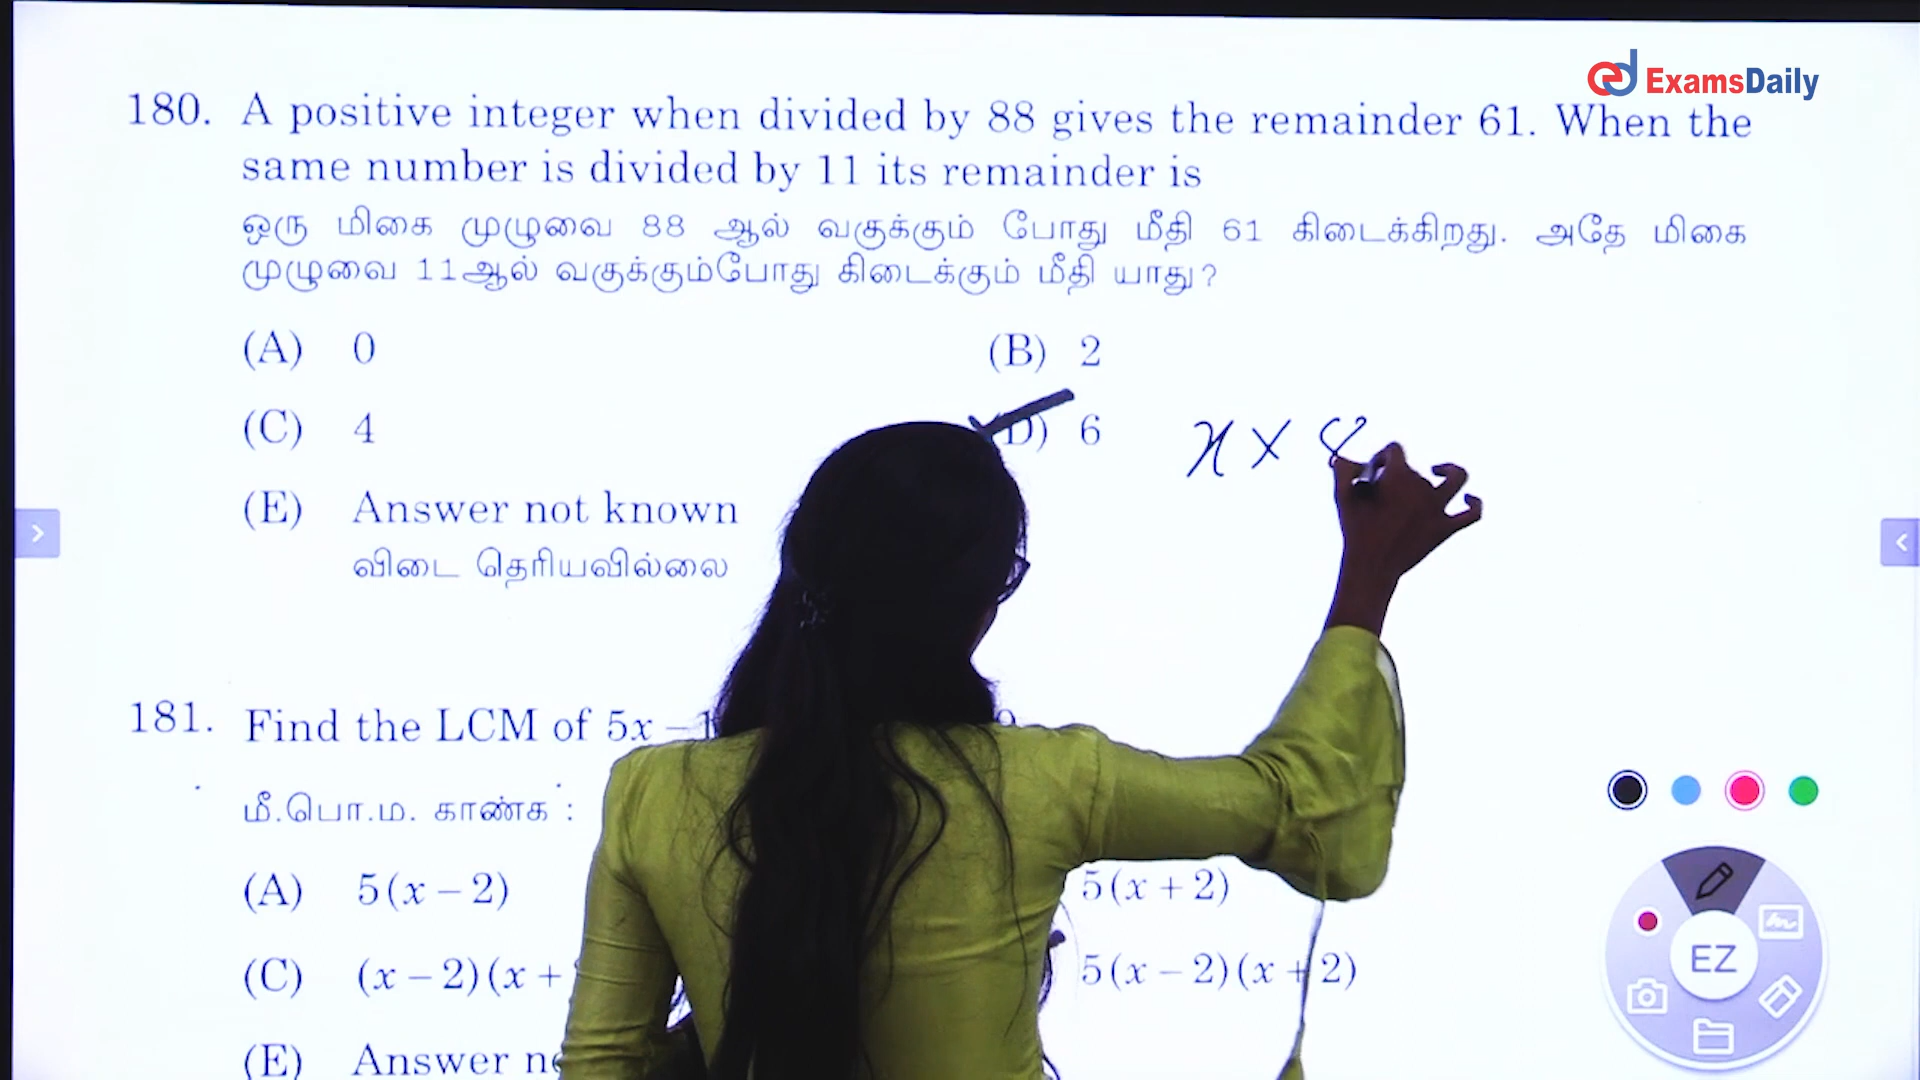 ExamsDaily
180. A positive integer when divided by 88 gives the remainder 61. When the
same number is divided by 11 its remainder is
ஒரு மிகை முழுவை 88 ஆல் வகுக்கும் போது மீதி 61 கிடைக்கிறது. அதே மிகை
முழுவை 11ஆல் வகுக்கும்போது கிடைக்கும் மீதி யாது?
(A) 0 (B) 2
(C) 4 (D) 6
x × 8
(E) Answer not known
விடை தெரியவில்லை
181. Find the LCM of 5x –
மீ.பொ.ம. காண்க :
(A) 5(x – 2) 5(x + 2)
(C) (x – 2)(x + 5(x – 2)(x + 2)
(E) Answer
EZ